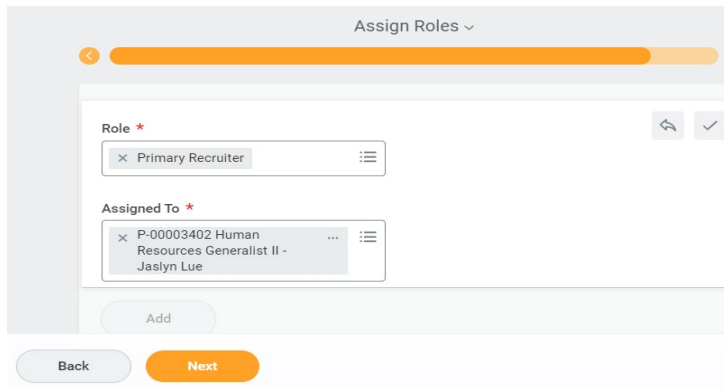 Assign Roles
Role *
× Primary Recruiter
Assigned To *
× P-00003402 Human ...
Resources Generalist II -
Jaslyn Lue
Add
Back
Next